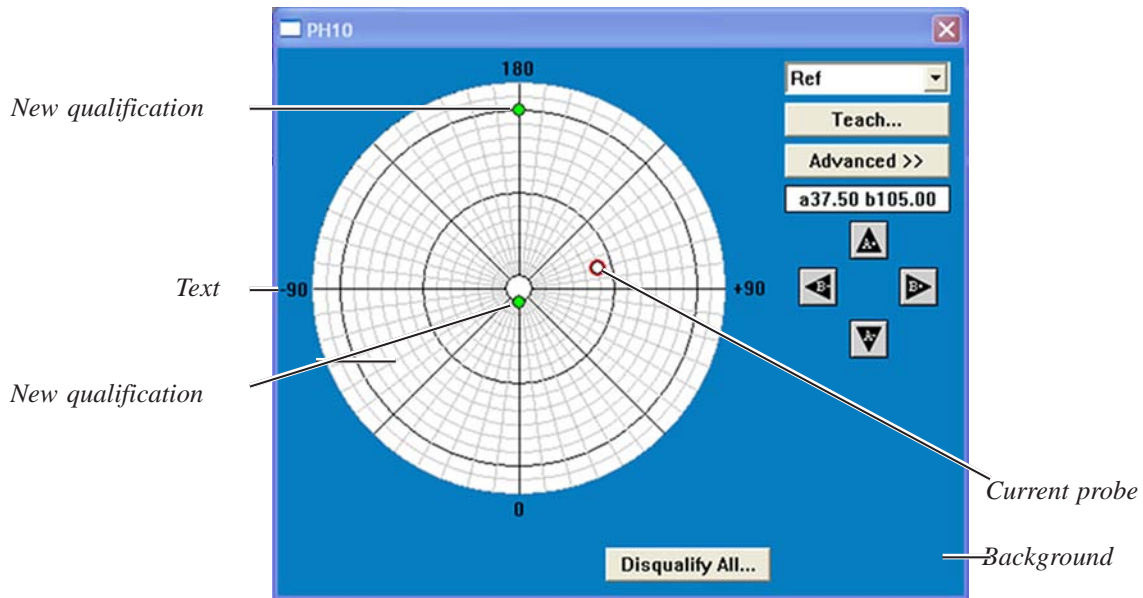 PH10
180
Ref
New qualification
Teach...
Advanced >>
a37.50 b105.00
A+
Text
-90
+90
B-
B+
A-
New qualification
0
Current probe
Disqualify All...
Background